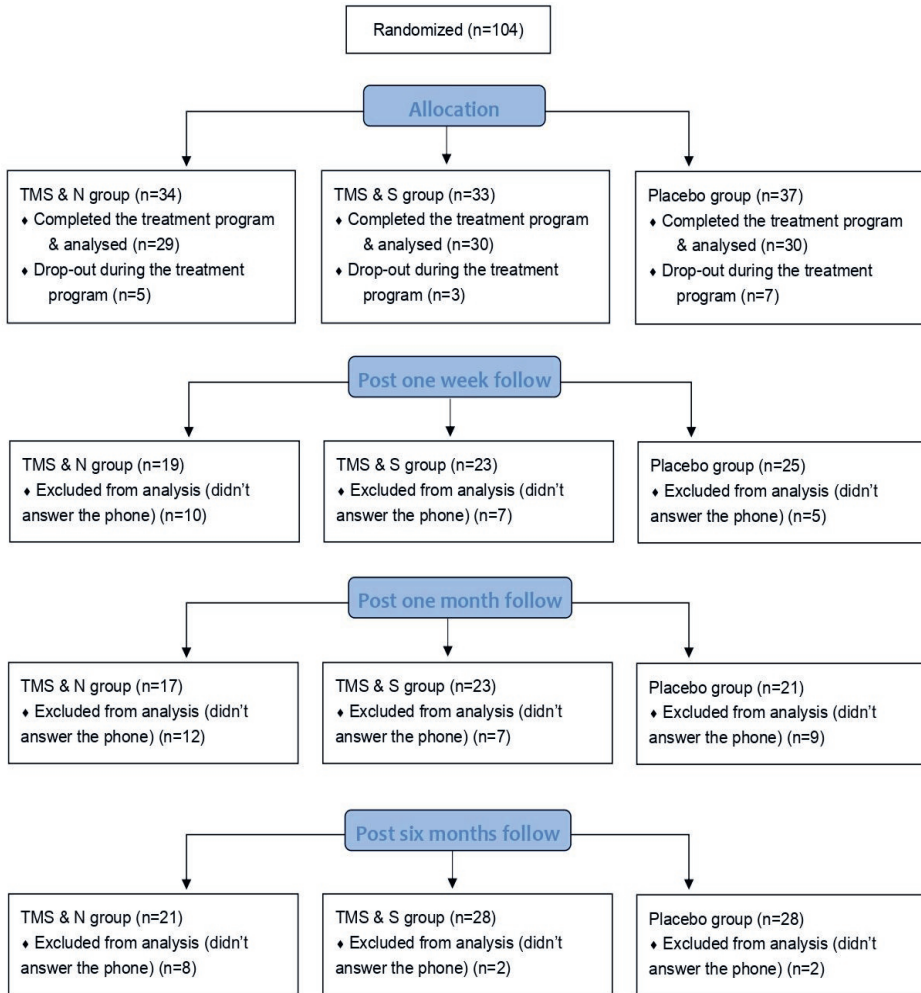 Randomized (n=104)
Allocation
TMS & N group (n=34)
♦ Completed the treatment program
& analysed (n=29)
♦ Drop-out during the treatment
program (n=5)
TMS & S group (n=33)
♦ Completed the treatment program
& analysed (n=30)
♦ Drop-out during the treatment
program (n=3)
Placebo group (n=37)
♦ Completed the treatment program
& analysed (n=30)
♦ Drop-out during the treatment
program (n=7)
Post one week follow
TMS & N group (n=19)
♦ Excluded from analysis (didn't
answer the phone) (n=10)
TMS & S group (n=23)
♦ Excluded from analysis (didn't
answer the phone) (n=7)
Placebo group (n=25)
♦ Excluded from analysis (didn't
answer the phone) (n=5)
Post one month follow
TMS & N group (n=17)
♦ Excluded from analysis (didn't
answer the phone) (n=12)
TMS & S group (n=23)
♦ Excluded from analysis (didn't
answer the phone) (n=7)
Placebo group (n=21)
♦ Excluded from analysis (didn't
answer the phone) (n=9)
Post six months follow
TMS & N group (n=21)
♦ Excluded from analysis (didn't
answer the phone) (n=8)
TMS & S group (n=28)
♦ Excluded from analysis (didn't
answer the phone) (n=2)
Placebo group (n=28)
♦ Excluded from analysis (didn't
answer the phone) (n=2)